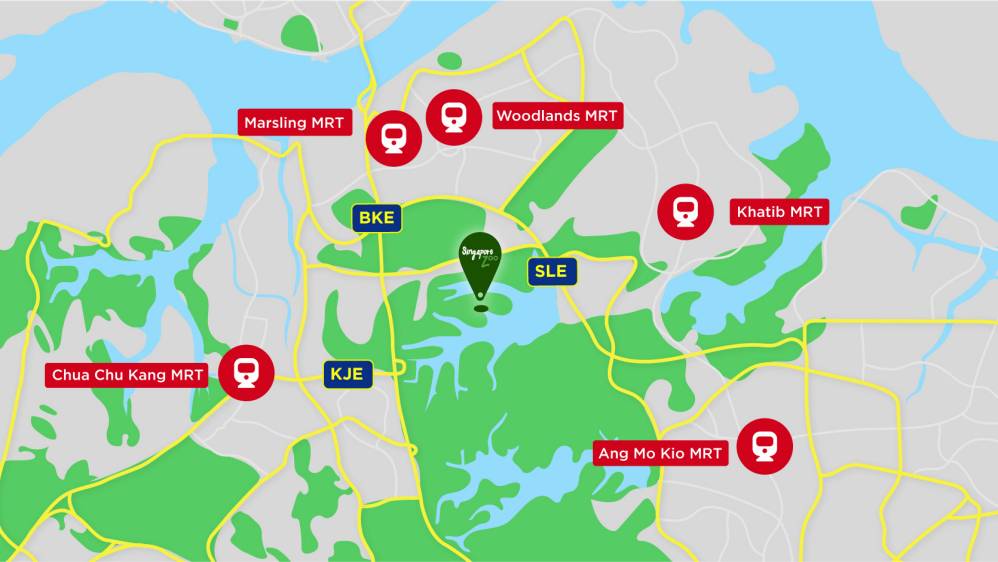 Marsling MRT
Woodlands MRT
BKE
Khatib MRT
Singapore
Zoo
SLE
Chua Chu Kang MRT
KJE
Ang Mo Kio MRT